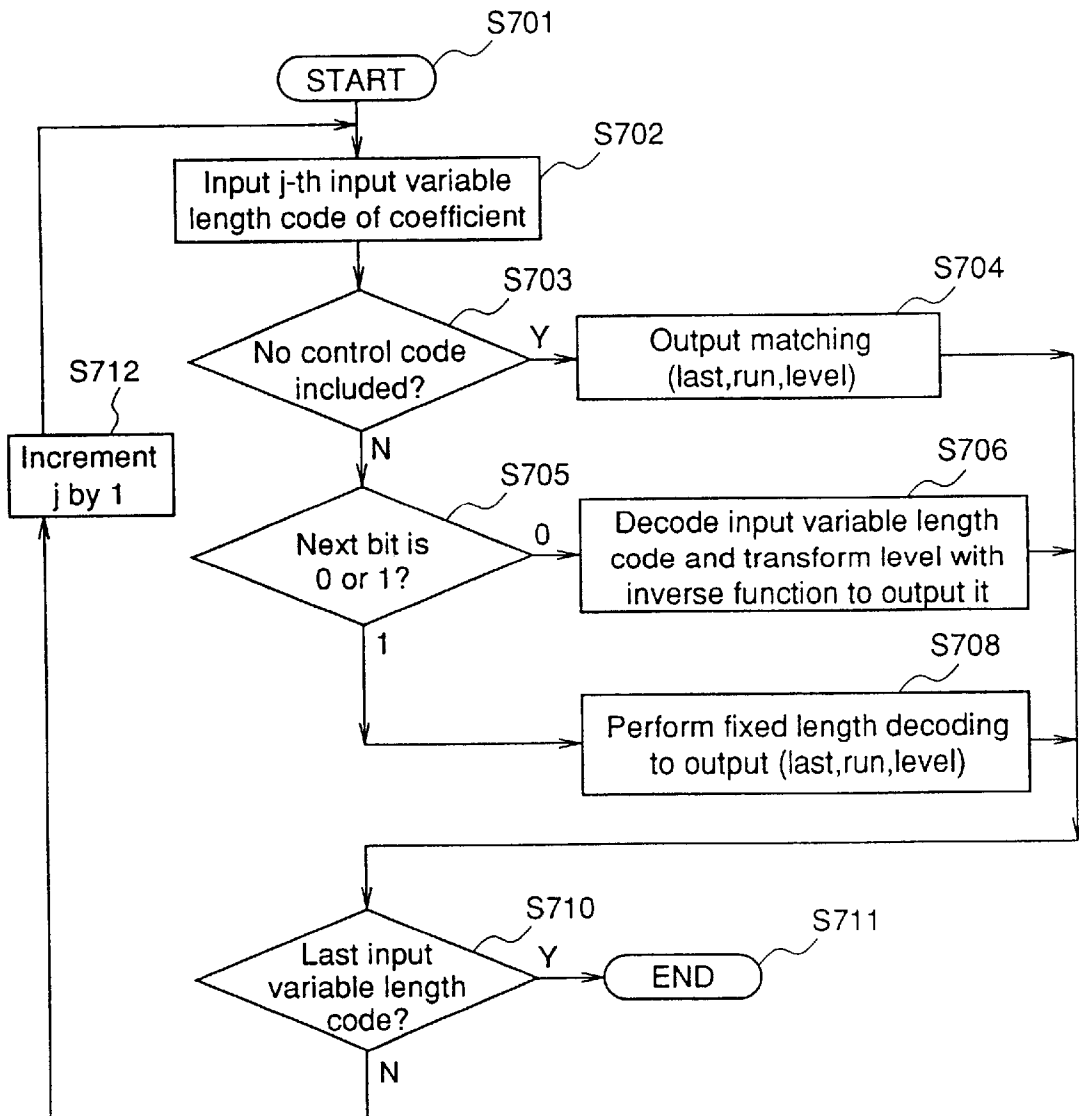 S701
START
S702
Input j-th input variable
length code of coefficient
S703
No control code
included?
Y
S704
Output matching
(last,run,level)
N
S712
Increment
j by 1
S705
Next bit is
0 or 1?
0
S706
Decode input variable length
code and transform level with
inverse function to output it
1
S708
Perform fixed length decoding
to output (last,run,level)
S710
Last input
variable length
code?
Y
S711
END
N